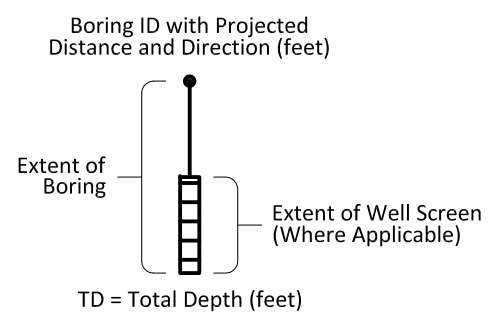 Boring ID with Projected
Distance and Direction (feet)
Extent of
Boring
Extent of Well Screen
(Where Applicable)
TD = Total Depth (feet)